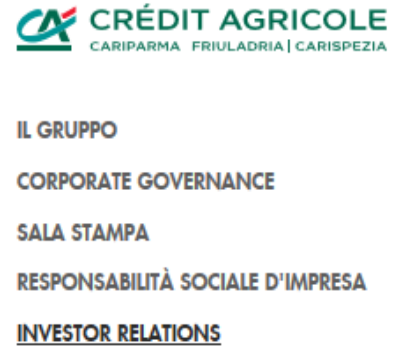 CRÉDIT AGRICOLE
CARIPARMA FRIULADRIA | CARISPEZIA
IL GRUPPO
CORPORATE GOVERNANCE
SALA STAMPA
RESPONSABILITÀ SOCIALE D'IMPRESA
INVESTOR RELATIONS